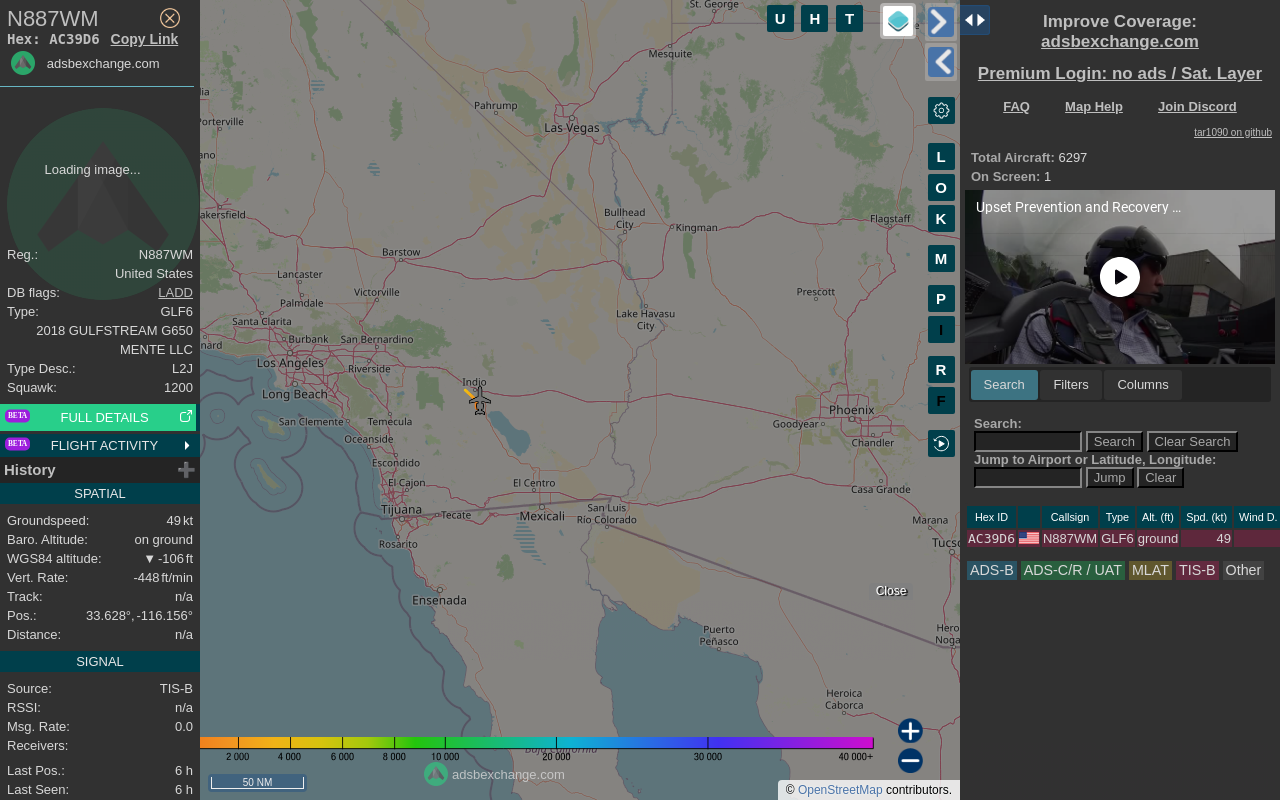 N887WM
Hex: AC39D6 Copy Link
adsbexchange.com
Loading image...
Reg.: N887WM
United States
DB flags: LADD
Type: GLF6
2018 GULFSTREAM G650
MENTE LLC
Type Desc.: L2J
Squawk: 1200
BETA FULL DETAILS
BETA FLIGHT ACTIVITY
History
SPATIAL
Groundspeed: 49 kt
Baro. Altitude: on ground
WGS84 altitude: ▼ -106 ft
Vert. Rate: -448 ft/min
Track: n/a
Pos.: 33.628°, -116.156°
Distance: n/a
SIGNAL
Source: TIS-B
RSSI: n/a
Msg. Rate: 0.0
Receivers:
Last Pos.: 6 h
Last Seen: 6 h
St. George
Mesquite
Pahrump
Las Vegas
Porterville
Bullhead
City
Kingman
Flagstaff
akersfield
Barstow
Lancaster
Victorville
Palmdale
Prescott
Lake Havasu
City
Santa Clarita
Burbank
San Bernardino
Los Angeles
Riverside
Indio
Long Beach
Phoenix
San Clemente
Temecula
Goodyear
Oceanside
Chandler
Escondido
El Cajon
El Centro
Casa Grande
Tijuana
Tecate
Mexicali
San Luis
Río Colorado
Marana
Rosarito
Ensenada
Close
Puerto
Peñasco
Heroica
Caborca
U H T
L
O
K
M
P
I
R
F
2 000 4 000 6 000 8 000 10 000 20 000 30 000 40 000+
adsbexchange.com
50 NM
© OpenStreetMap contributors.
Improve Coverage:
adsbexchange.com
Premium Login: no ads / Sat. Layer
FAQ Map Help Join Discord
tar1090 on github
Total Aircraft: 6297
On Screen: 1
Upset Prevention and Recovery ...
Search Filters Columns
Search:
Search Clear Search
Jump to Airport or Latitude, Longitude:
Jump Clear
Hex ID Callsign Type Alt. (ft) Spd. (kt) Wind D.
AC39D6 N887WM GLF6 ground 49
ADS-B ADS-C/R / UAT MLAT TIS-B Other